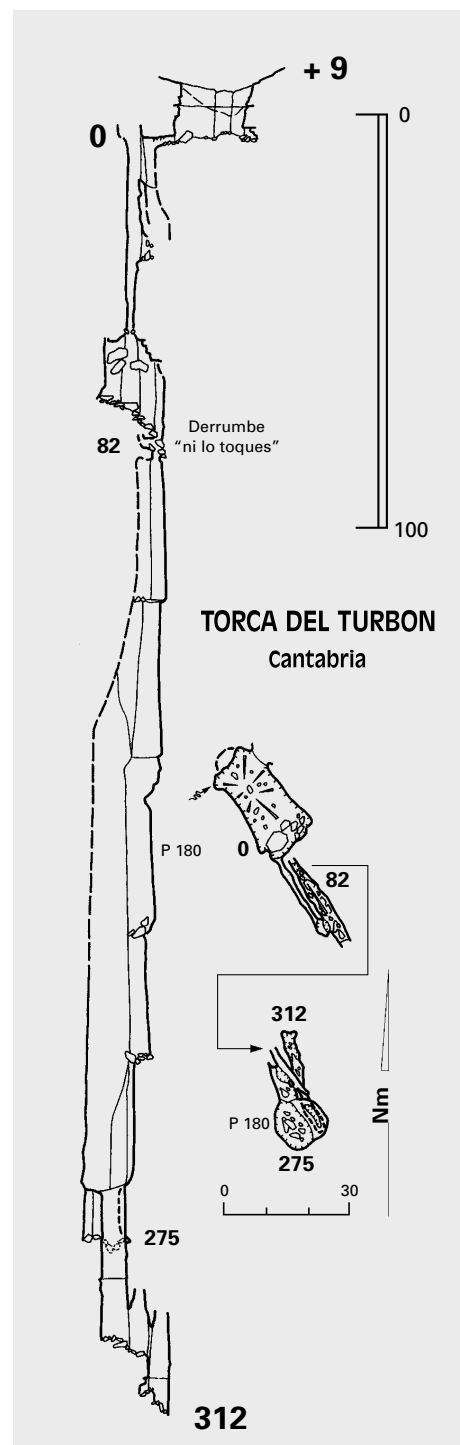 + 9
0
0
82
Derrumbe
“ni lo toques”
100
TORCA DEL TURBON
Cantabria
P 180
0
82
312
P 180
275
Nm
0 30
275
312